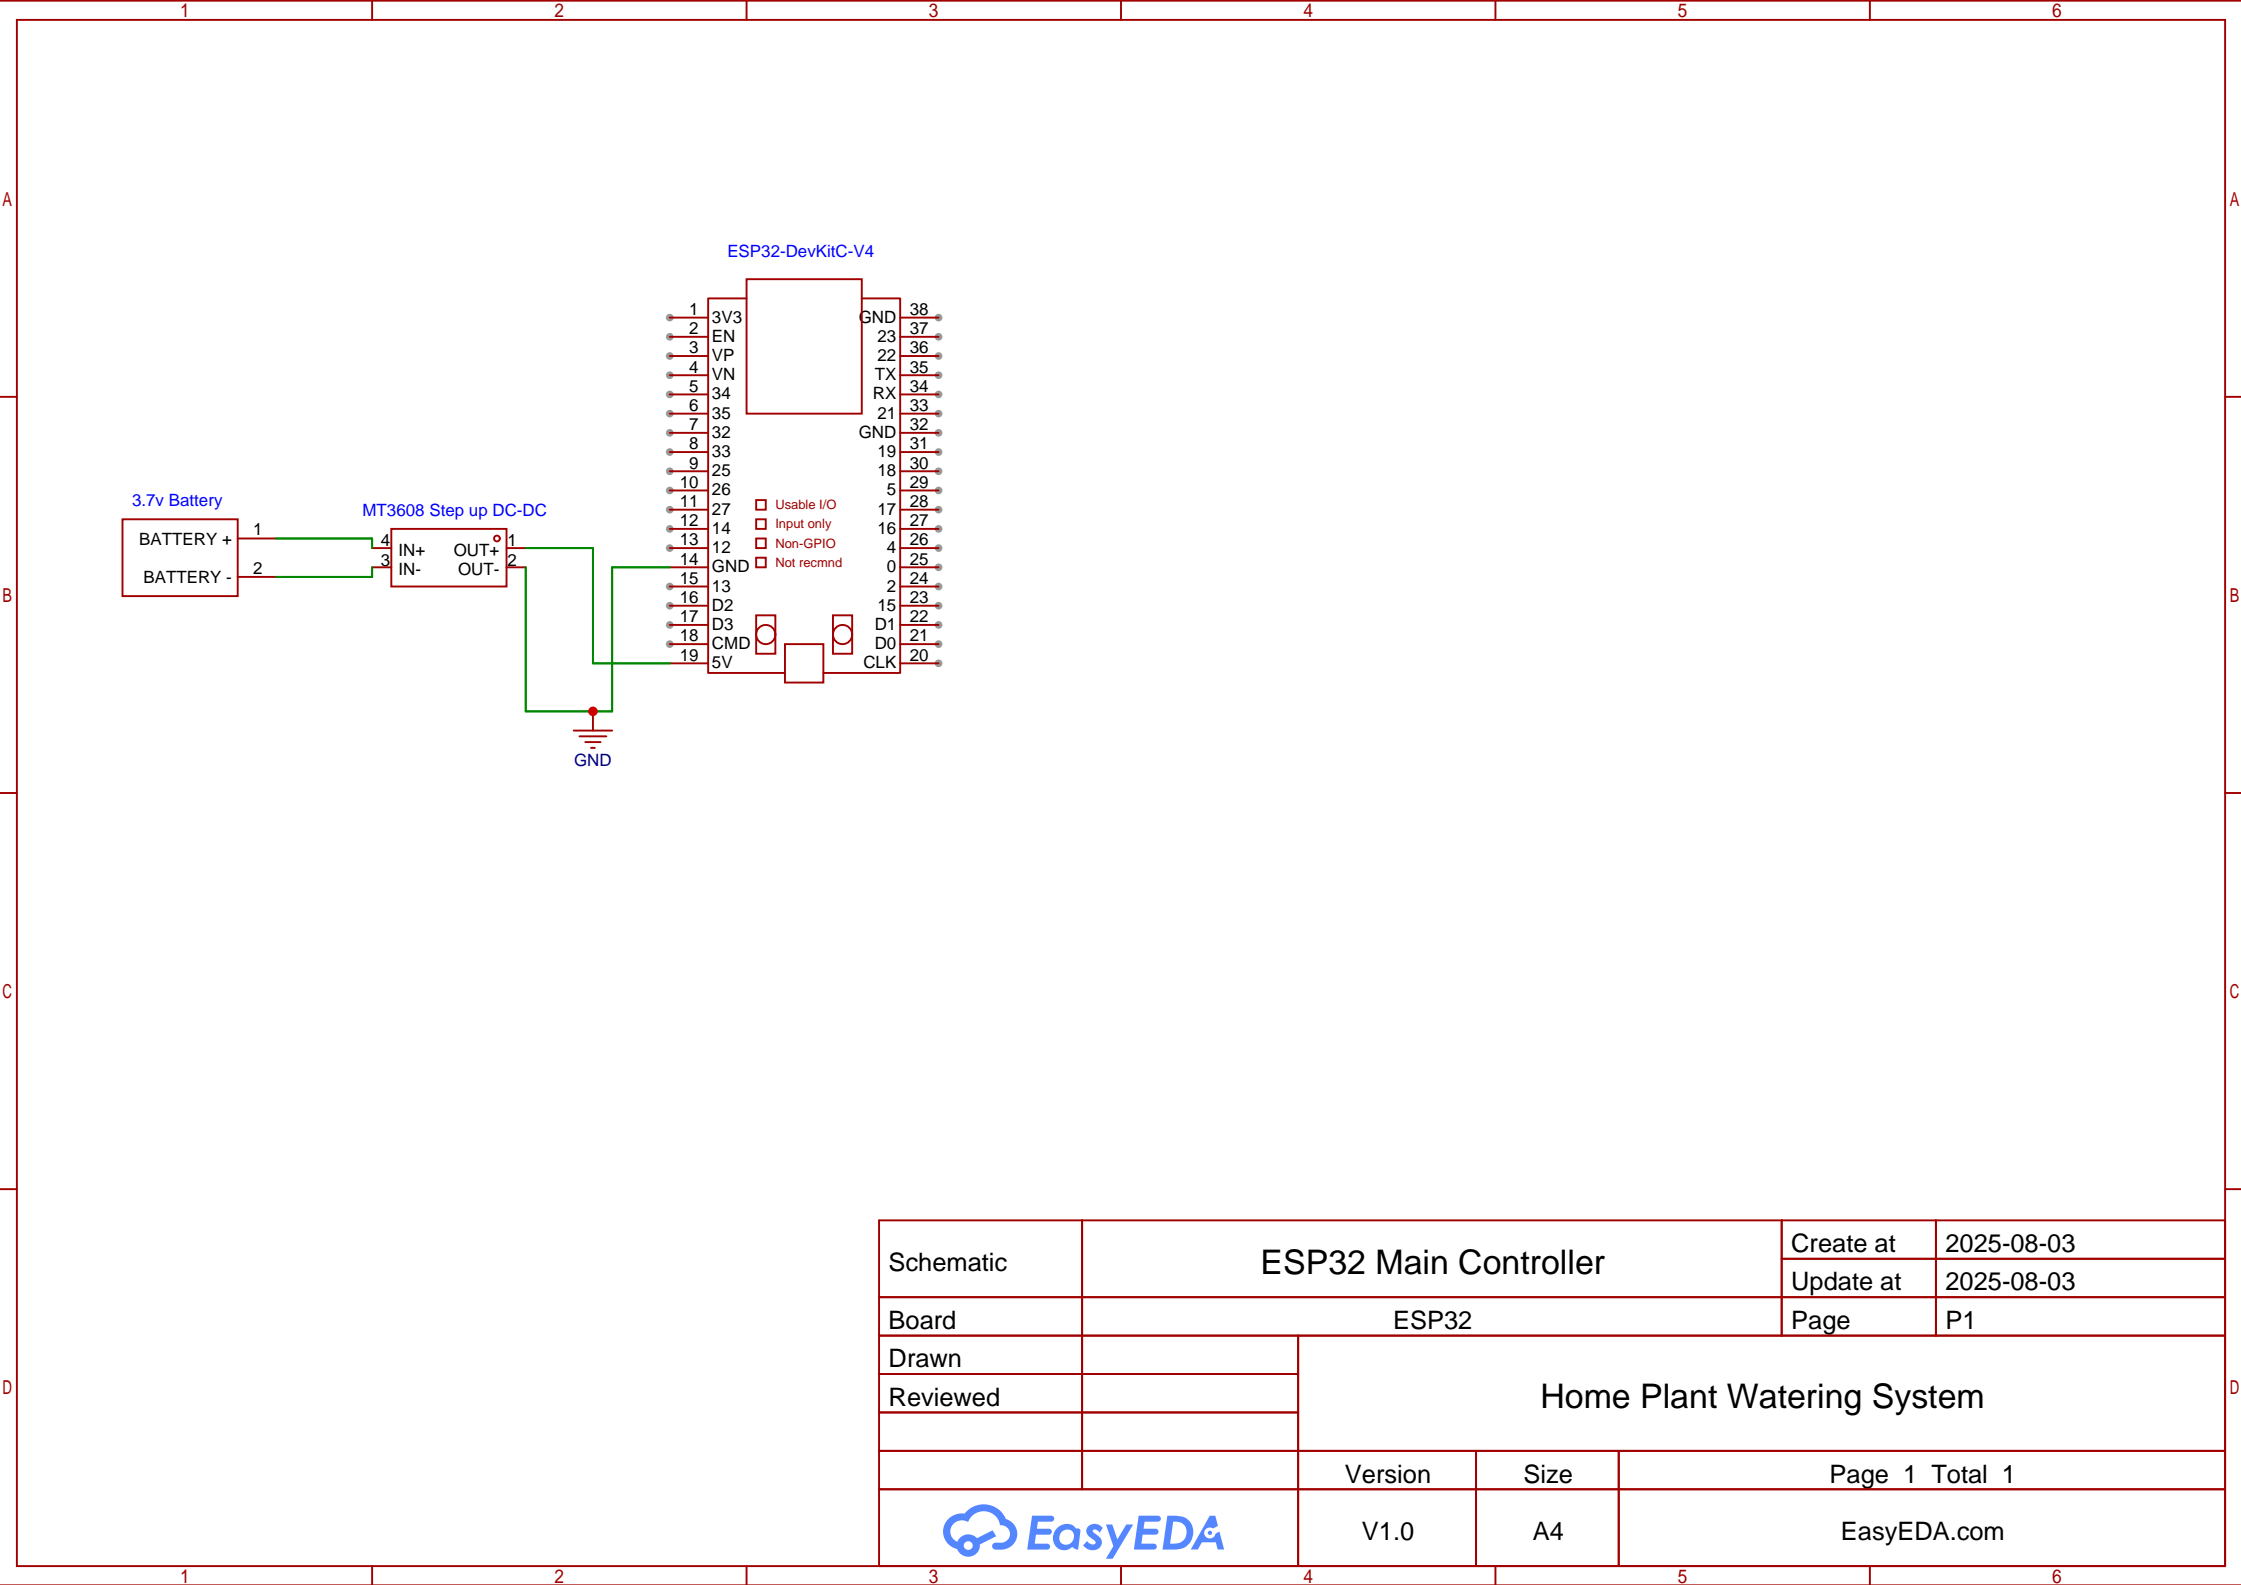 1 2 3 4 5 6
A A
B B
C C
D D
ESP32-DevKitC-V4
1 3V3 GND 38
2 EN 23 37
3 VP 22 36
4 VN TX 35
5 34 RX 34
6 35 21 33
7 32 GND 32
8 33 19 31
9 25 18 30
10 26 5 29
11 27 17 28
12 14 16 27
13 12 4 26
14 GND 0 25
15 13 2 24
16 D2 15 23
17 D3 D1 22
18 CMD D0 21
19 5V CLK 20
Usable I/O
Input only
Non-GPIO
Not recmnd
3.7v Battery
BATTERY + 1
BATTERY - 2
MT3608 Step up DC-DC
4 IN+ OUT+ 1
3 IN- OUT- 2
GND
Schematic ESP32 Main Controller Create at 2025-08-03
Update at 2025-08-03
Board ESP32 Page P1
Drawn
Reviewed
Home Plant Watering System
Version Size Page 1 Total 1
EasyEDA V1.0 A4 EasyEDA.com
1 2 3 4 5 6